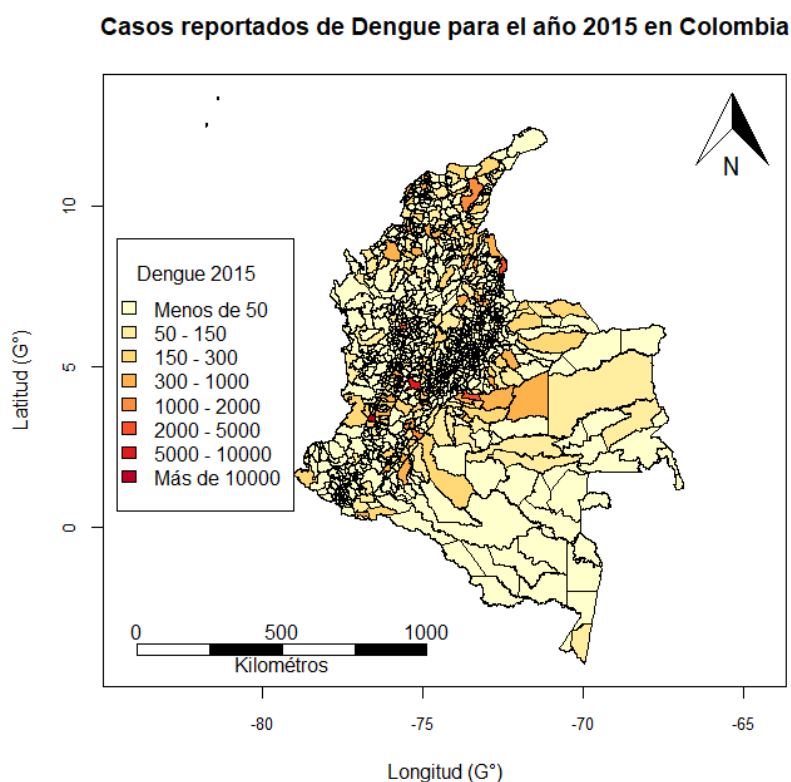 Casos reportados de Dengue para el año 2015 en Colombia
N
Latitud (G°)
10
5
0
Dengue 2015
Menos de 50
50 - 150
150 - 300
300 - 1000
1000 - 2000
2000 - 5000
5000 - 10000
Más de 10000
0 500 1000
Kilométros
-80 -75 -70 -65
Longitud (G°)